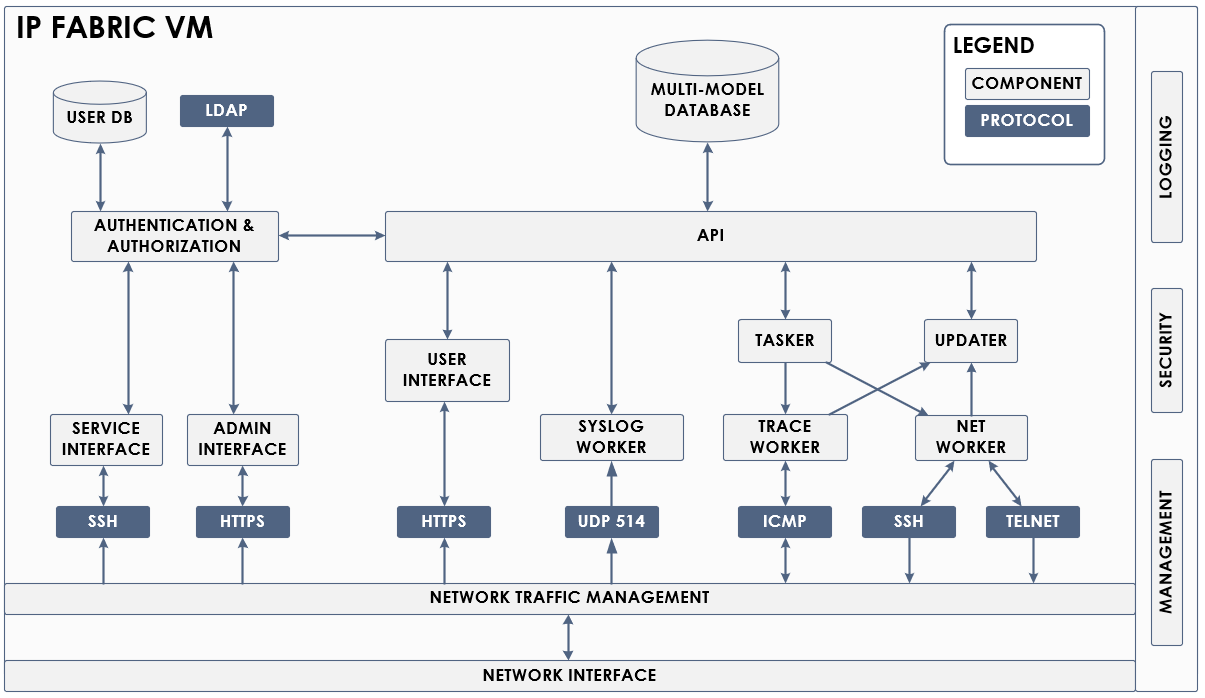 IP FABRIC VM
LEGEND
COMPONENT
PROTOCOL
USER DB
LDAP
MULTI-MODEL
DATABASE
AUTHENTICATION &
AUTHORIZATION
API
USER
INTERFACE
TASKER
UPDATER
SERVICE
INTERFACE
ADMIN
INTERFACE
SYSLOG
WORKER
TRACE
WORKER
NET
WORKER
SSH
HTTPS
HTTPS
UDP 514
ICMP
SSH
TELNET
NETWORK TRAFFIC MANAGEMENT
NETWORK INTERFACE
LOGGING
SECURITY
MANAGEMENT